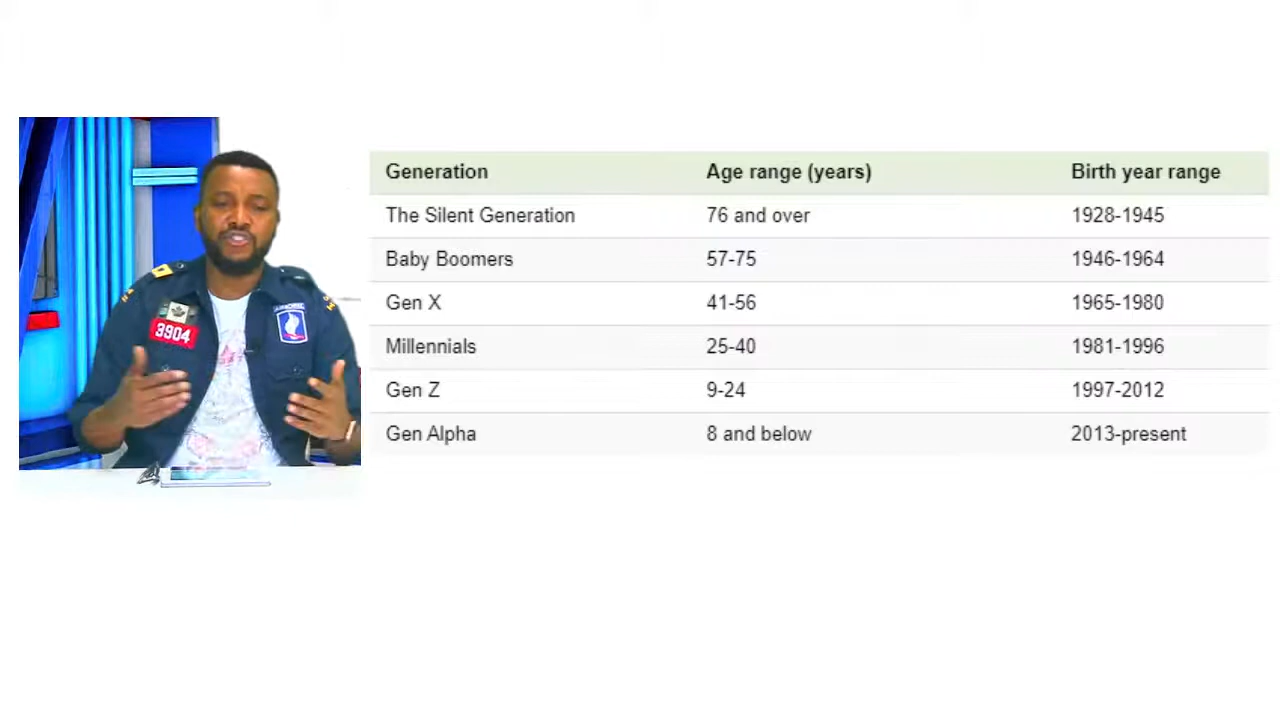 Generation Age range (years) Birth year range
The Silent Generation 76 and over 1928-1945
Baby Boomers 57-75 1946-1964
Gen X 41-56 1965-1980
Millennials 25-40 1981-1996
Gen Z 9-24 1997-2012
Gen Alpha 8 and below 2013-present
3904
AIRBORNE